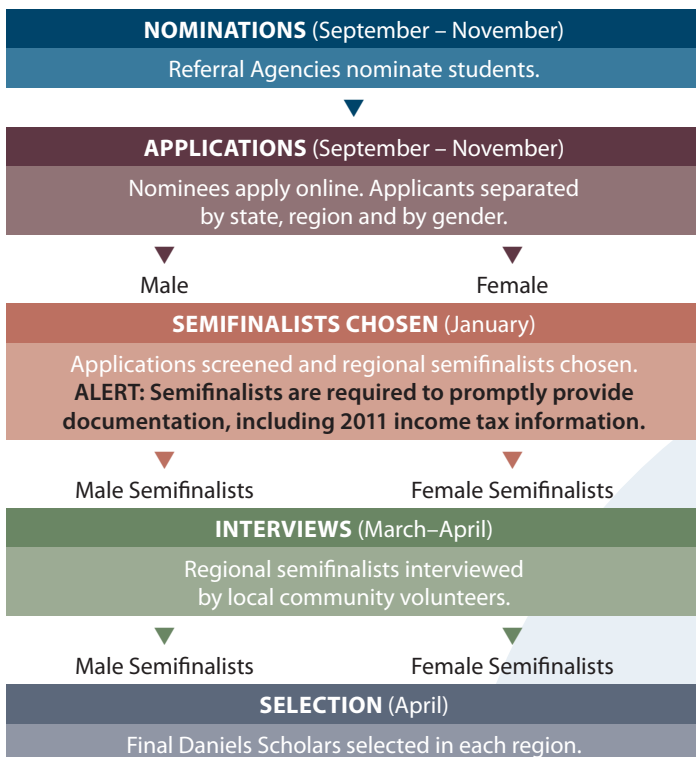 NOMINATIONS (September – November)
Referral Agencies nominate students.
APPLICATIONS (September – November)
Nominees apply online. Applicants separated
by state, region and by gender.
Male Female
SEMIFINALISTS CHOSEN (January)
Applications screened and regional semifinalists chosen.
ALERT: Semifinalists are required to promptly provide
documentation, including 2011 income tax information.
Male Semifinalists Female Semifinalists
INTERVIEWS (March–April)
Regional semifinalists interviewed
by local community volunteers.
Male Semifinalists Female Semifinalists
SELECTION (April)
Final Daniels Scholars selected in each region.